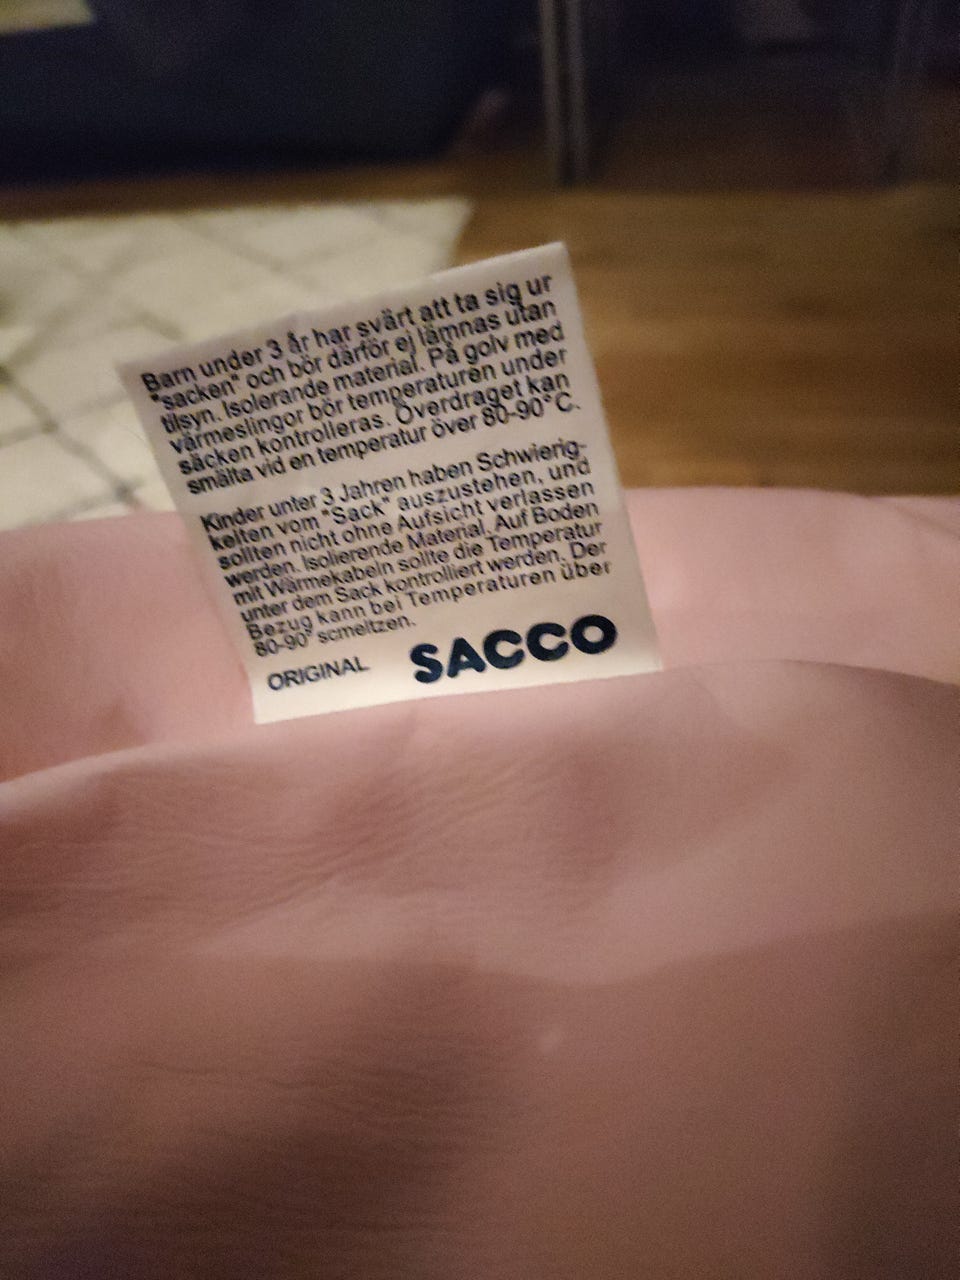 Barn under 3 år har svårt att ta sig ur
"säcken" och bör därför ej lämnas utan
tilsyn. Isolerande material. På golv med
värmeslingor bör temperaturen under
säcken kontrolleras. Överdraget kan
smälta vid en temperatur över 80-90°C.
Kinder unter 3 Jahren haben Schwierig-
keiten vom "Sack" auszustehen, und
sollten nicht ohne Aufsicht verlassen
werden. Isolierende Material. Auf Boden
mit Wärmekabeln sollte die Temperatur
unter dem Sack kontrolliert werden. Der
Bezug kann bei Temperaturen über
80-90° scmeltzen.
ORIGINAL SACCO